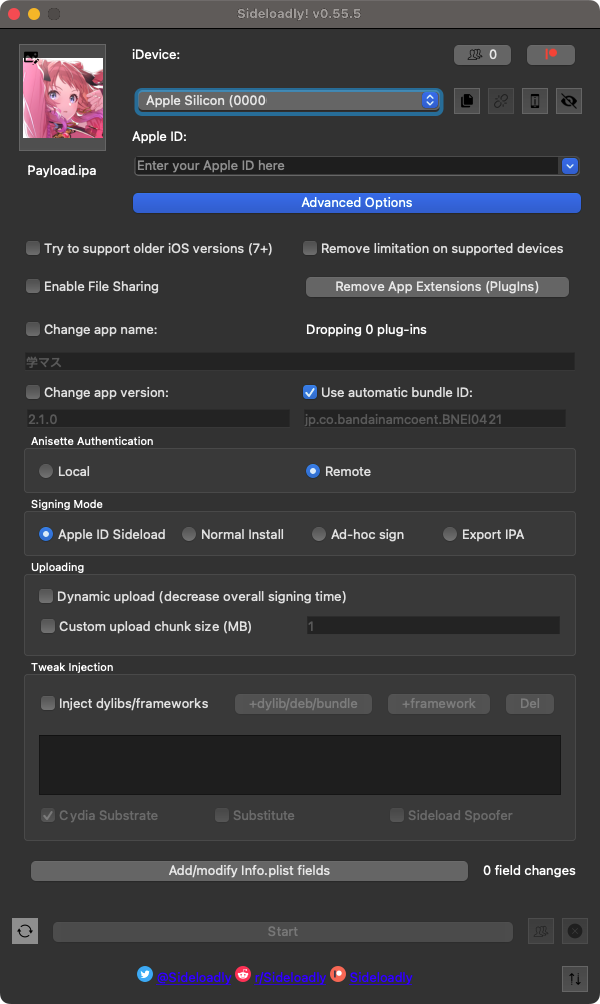 Sideloadly! v0.55.5
iDevice:
0
Apple Silicon (0000
Apple ID:
Payload.ipa
Enter your Apple ID here
Advanced Options
Try to support older iOS versions (7+)
Remove limitation on supported devices
Enable File Sharing
Remove App Extensions (PlugIns)
Change app name:
Dropping 0 plug-ins
学マス
Change app version:
Use automatic bundle ID:
2.1.0
jp.co.bandainamcoent.BNEI0421
Anisette Authentication
Local
Remote
Signing Mode
Apple ID Sideload
Normal Install
Ad-hoc sign
Export IPA
Uploading
Dynamic upload (decrease overall signing time)
Custom upload chunk size (MB)
1
Tweak Injection
Inject dylibs/frameworks
+dylib/deb/bundle
+framework
Del
Cydia Substrate
Substitute
Sideload Spoofer
Add/modify Info.plist fields
0 field changes
Start
@Sideloadly
r/Sideloadly
Sideloadly